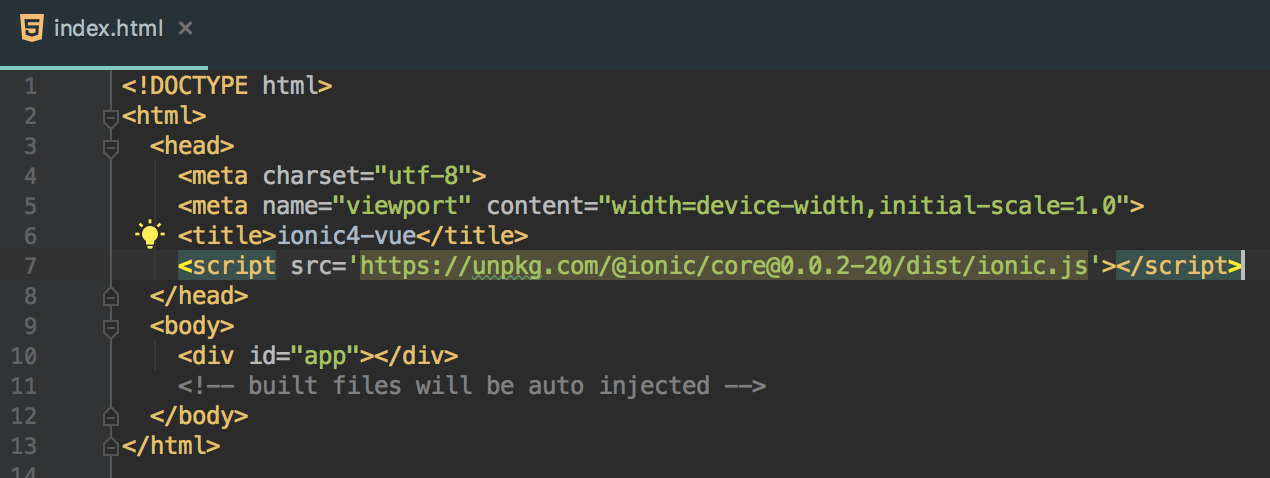 index.html ×
1 <!DOCTYPE html>
2 <html>
3   <head>
4     <meta charset="utf-8">
5     <meta name="viewport" content="width=device-width,initial-scale=1.0">
6     <title>ionic4-vue</title>
7     <script src='https://unpkg.com/@ionic/core@0.0.2-20/dist/ionic.js'></script>
8   </head>
9   <body>
10     <div id="app"></div>
11     <!-- built files will be auto injected -->
12   </body>
13 </html>
14